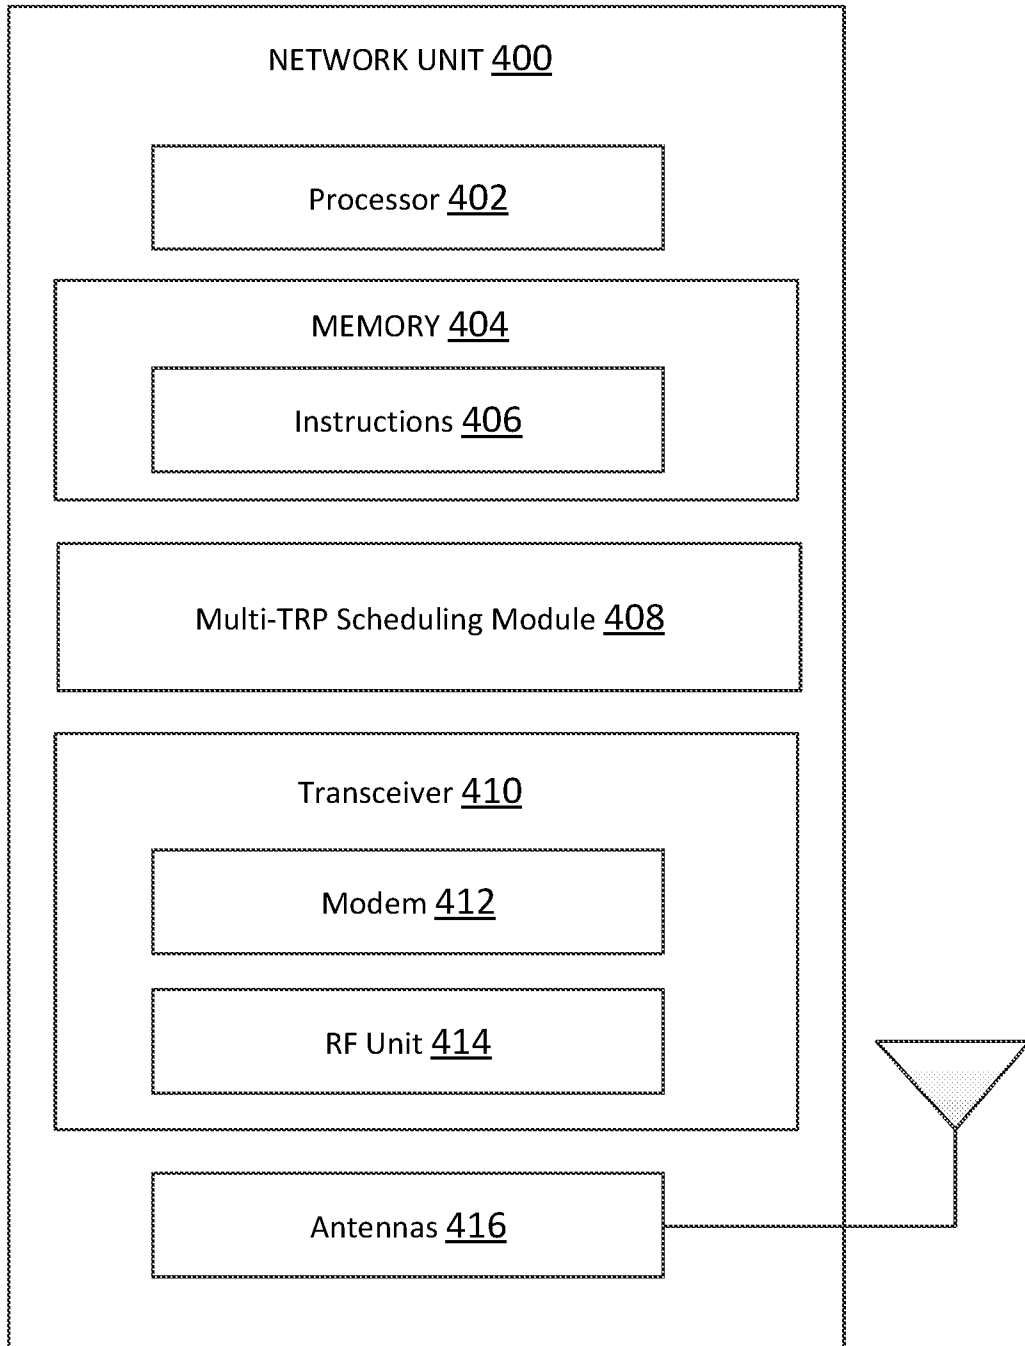 NETWORK UNIT 400
Processor 402
MEMORY 404
Instructions 406
Multi-TRP Scheduling Module 408
Transceiver 410
Modem 412
RF Unit 414
Antennas 416